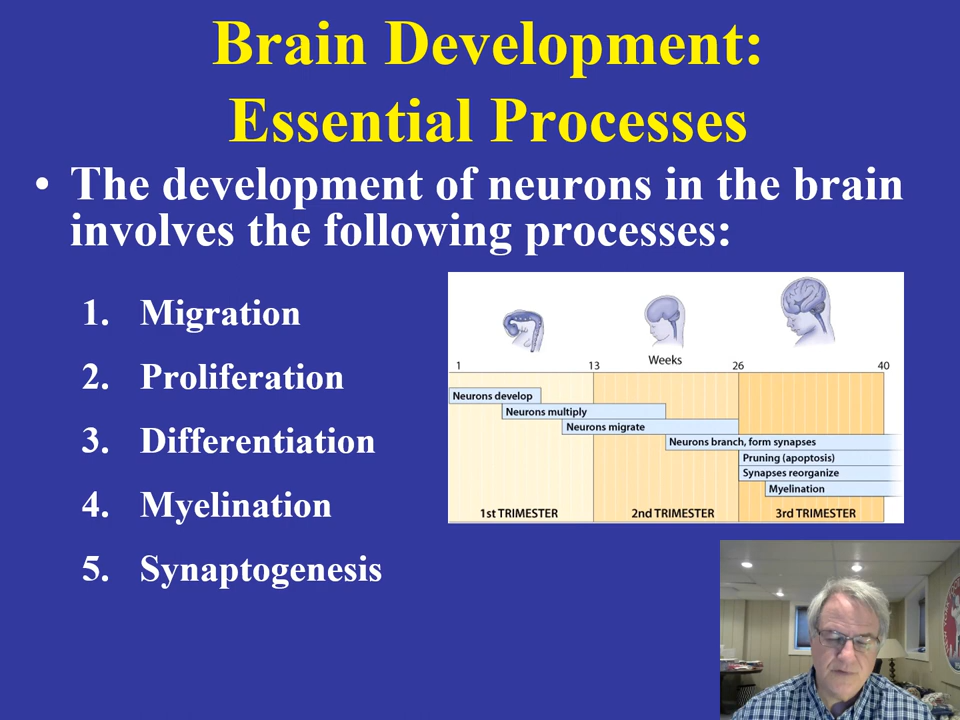 Brain Development:
Essential Processes
• The development of neurons in the brain
involves the following processes:
1. Migration
2. Proliferation
3. Differentiation
4. Myelination
5. Synaptogenesis
Weeks
1 13 26 40
Neurons develop
Neurons multiply
Neurons migrate
Neurons branch, form synapses
Pruning (apoptosis)
Synapses reorganize
Myelination
1st TRIMESTER 2nd TRIMESTER 3rd TRIMESTER